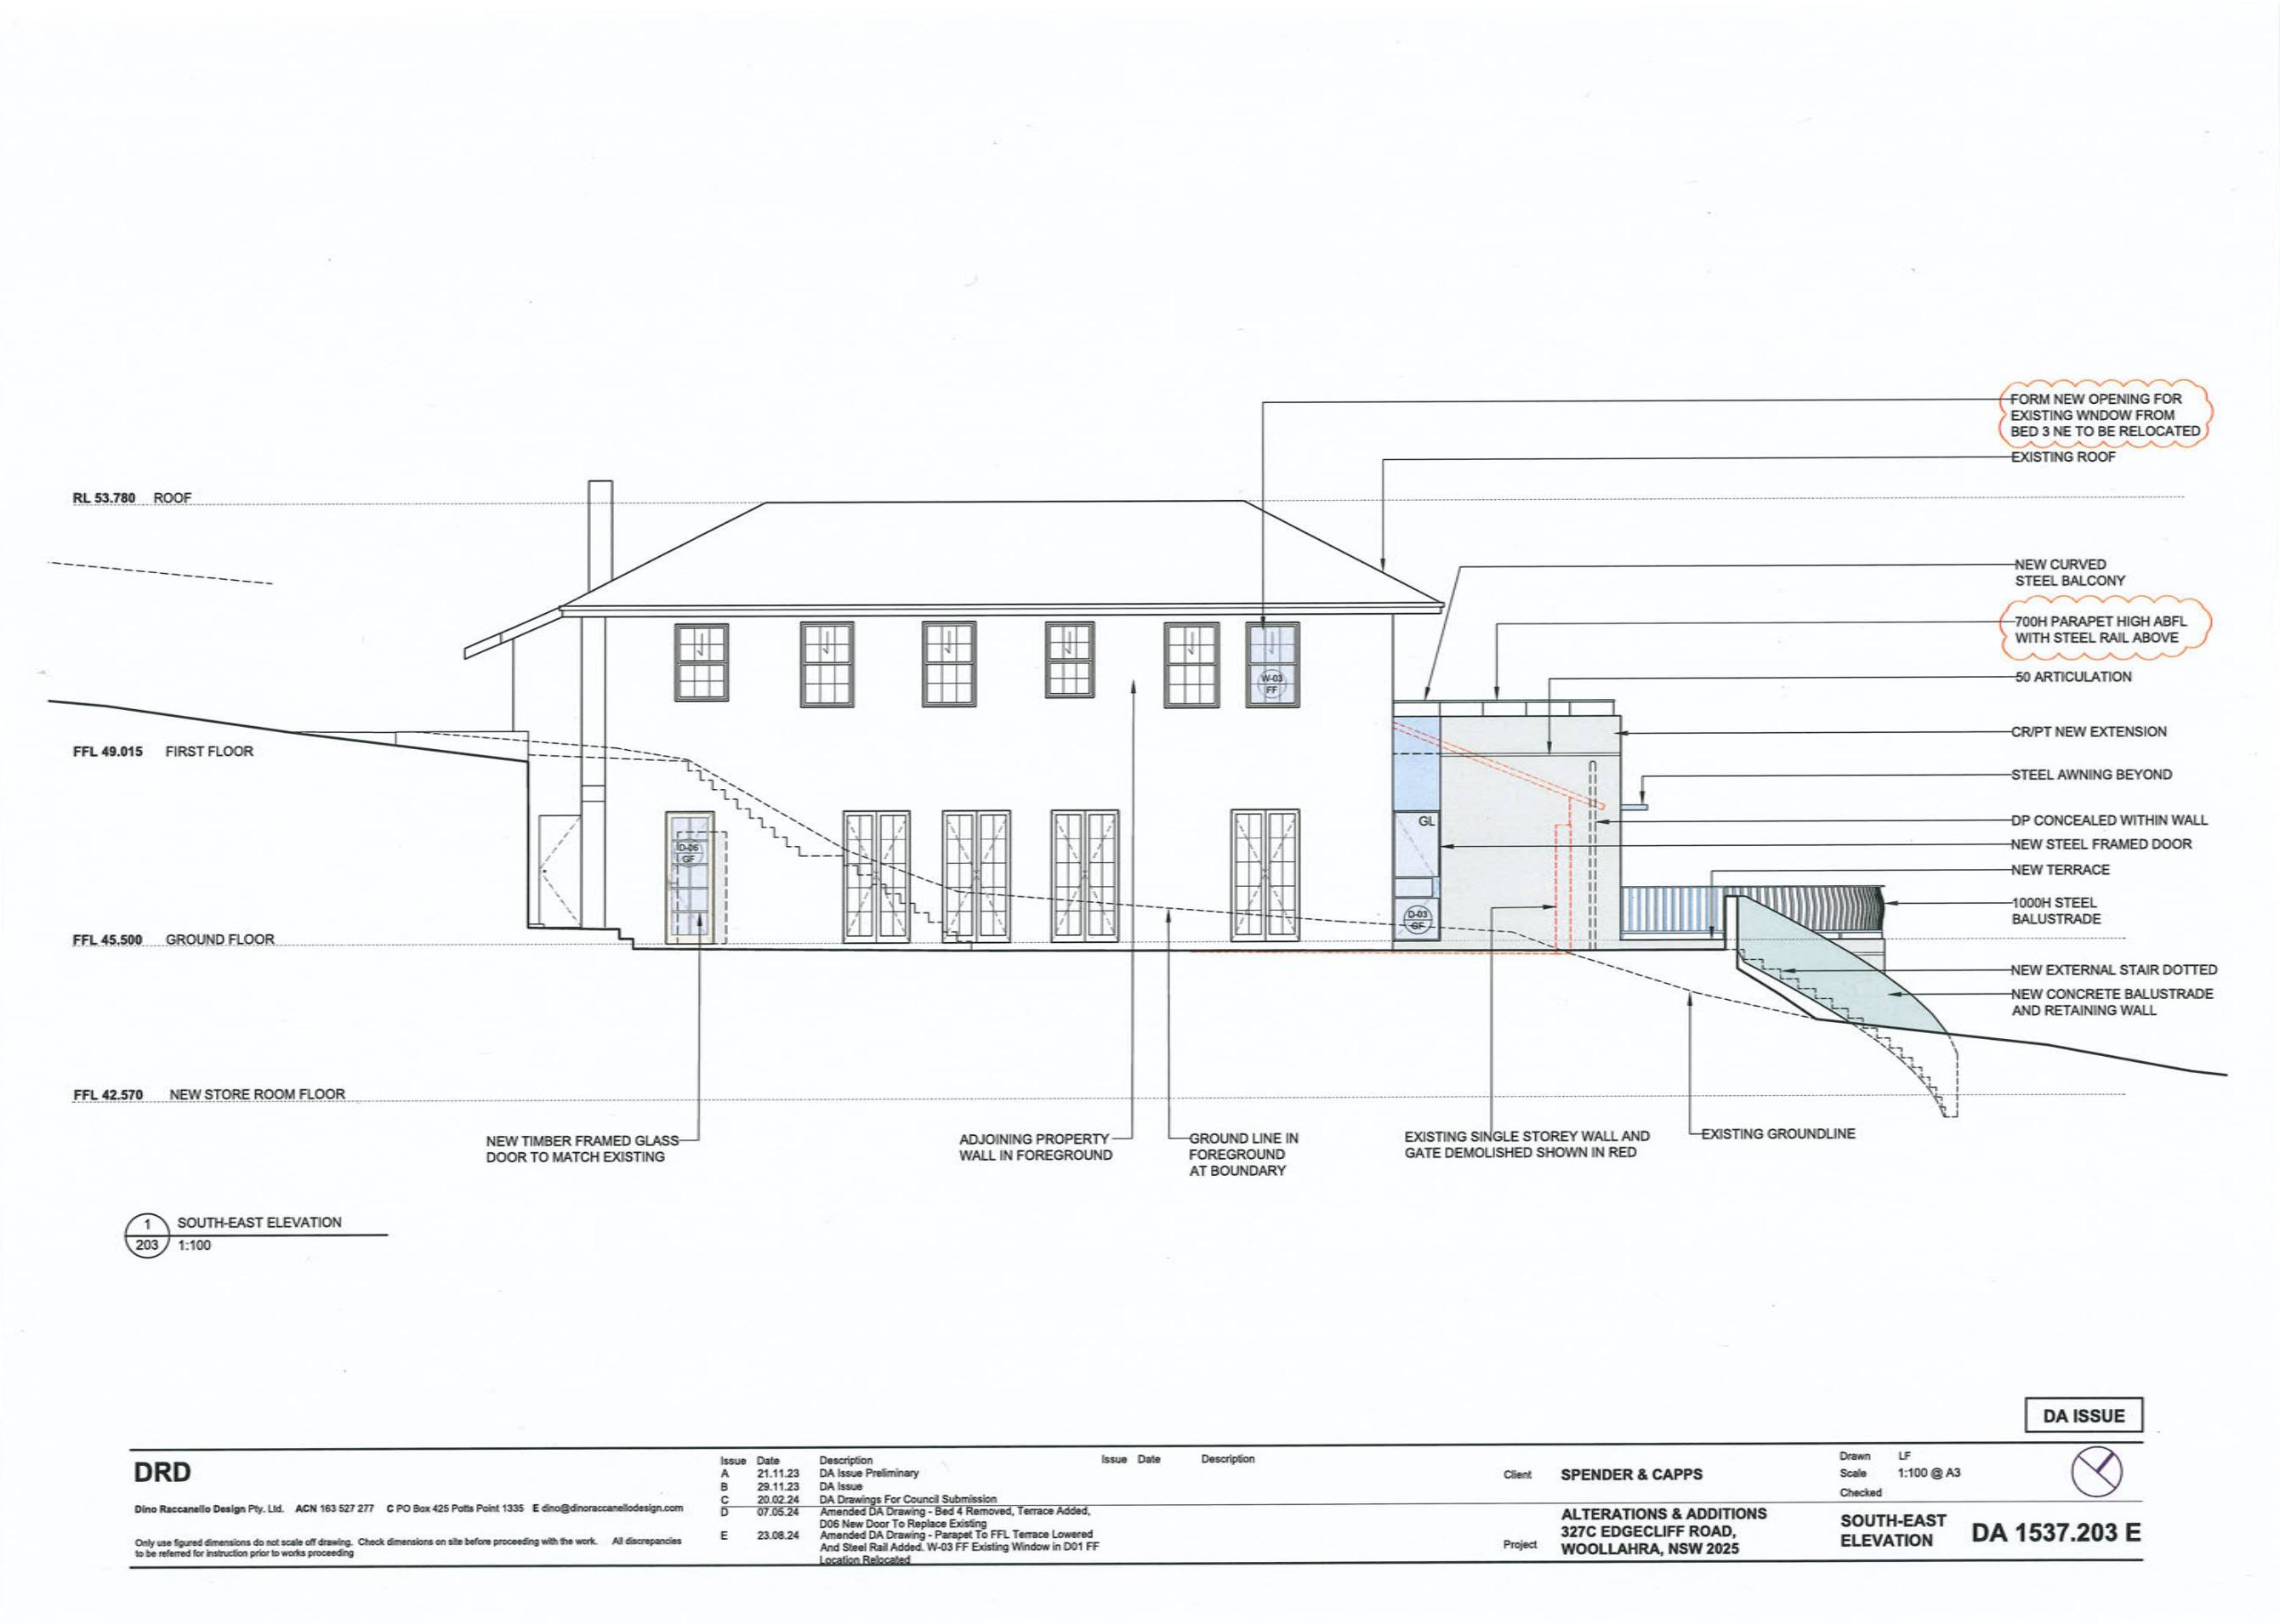 FORM NEW OPENING FOR
EXISTING WNDOW FROM
BED 3 NE TO BE RELOCATED
EXISTING ROOF
RL 53.780 ROOF
NEW CURVED
STEEL BALCONY
700H PARAPET HIGH ABFL
WITH STEEL RAIL ABOVE
50 ARTICULATION
W-03
FF
CR/PT NEW EXTENSION
FFL 49.015 FIRST FLOOR
STEEL AWNING BEYOND
GL
DP CONCEALED WITHIN WALL
NEW STEEL FRAMED DOOR
D-06
GF
NEW TERRACE
1000H STEEL
BALUSTRADE
D-03
GF
FFL 45.500 GROUND FLOOR
NEW EXTERNAL STAIR DOTTED
NEW CONCRETE BALUSTRADE
AND RETAINING WALL
FFL 42.570 NEW STORE ROOM FLOOR
NEW TIMBER FRAMED GLASS
DOOR TO MATCH EXISTING
ADJOINING PROPERTY
WALL IN FOREGROUND
GROUND LINE IN
FOREGROUND
AT BOUNDARY
EXISTING SINGLE STOREY WALL AND
GATE DEMOLISHED SHOWN IN RED
EXISTING GROUNDLINE
1 SOUTH-EAST ELEVATION
203 1:100
DA ISSUE
DRD
Dino Raccanello Design Pty. Ltd. ACN 163 527 277 C PO Box 425 Potts Point 1335 E dino@dinoraccanellodesign.com
Only use figured dimensions do not scale off drawing. Check dimensions on site before proceeding with the work. All discrepancies
to be referred for instruction prior to works proceeding
Issue Date Description Issue Date Description
A 21.11.23 DA Issue Preliminary
B 29.11.23 DA Issue
C 20.02.24 DA Drawings For Council Submission
D 07.05.24 Amended DA Drawing - Bed 4 Removed, Terrace Added,
D06 New Door To Replace Existing
E 23.08.24 Amended DA Drawing - Parapet To FFL Terrace Lowered
And Steel Rail Added. W-03 FF Existing Window in D01 FF
Location Relocated
Client SPENDER & CAPPS
Project ALTERATIONS & ADDITIONS
327C EDGECLIFF ROAD,
WOOLLAHRA, NSW 2025
Drawn LF
Scale 1:100 @ A3
Checked
SOUTH-EAST
ELEVATION
DA 1537.203 E